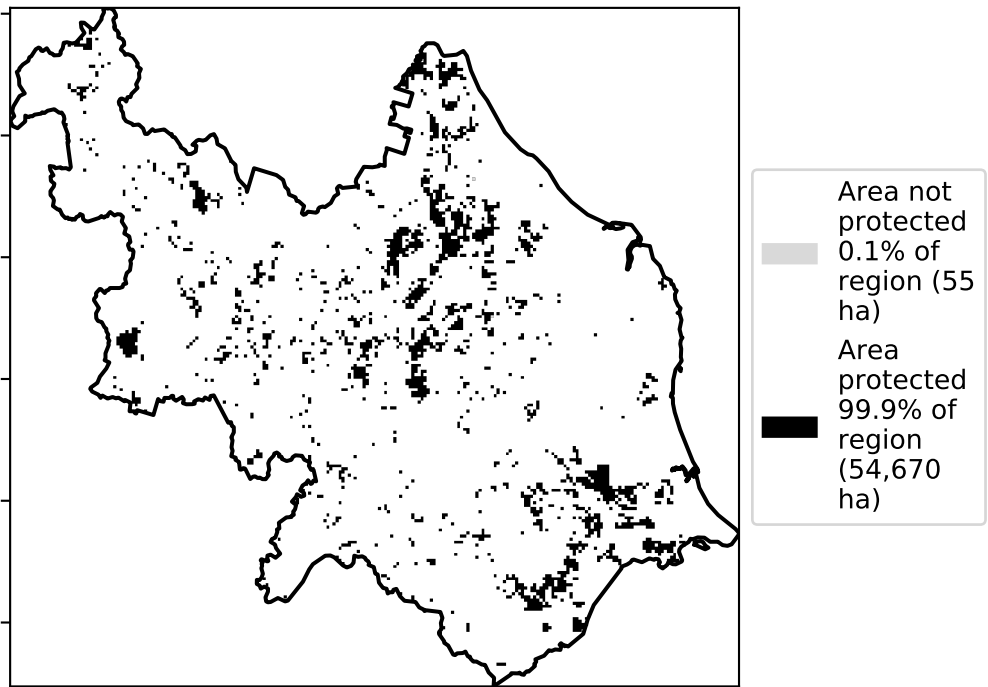 Area not
protected
0.1% of
region (55
ha)
Area
protected
99.9% of
region
(54,670
ha)